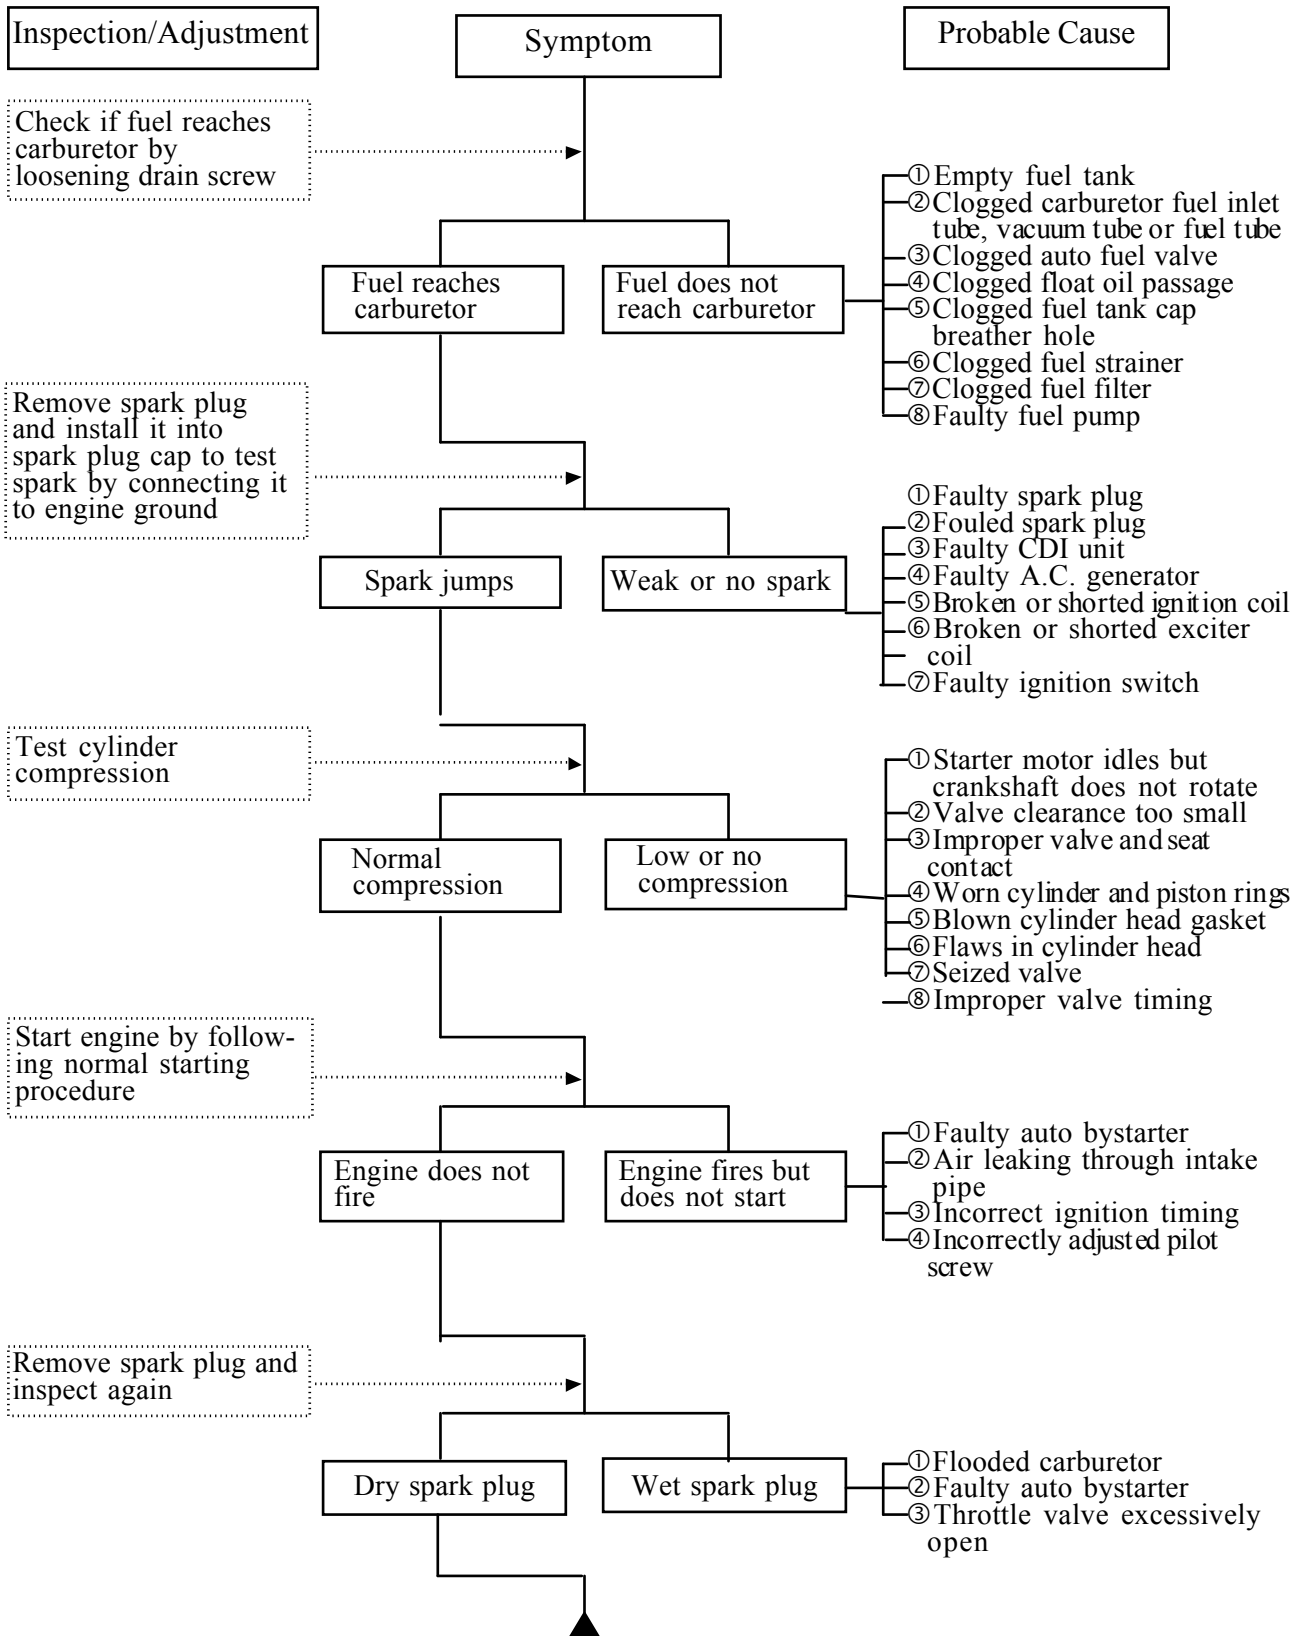 Inspection/Adjustment
Symptom
Probable Cause
Check if fuel reaches
carburetor by
loosening drain screw
Fuel reaches
carburetor
Fuel does not
reach carburetor
①Empty fuel tank
②Clogged carburetor fuel inlet
tube, vacuum tube or fuel tube
③Clogged auto fuel valve
④Clogged float oil passage
⑤Clogged fuel tank cap
breather hole
⑥Clogged fuel strainer
⑦Clogged fuel filter
⑧Faulty fuel pump
Remove spark plug
and install it into
spark plug cap to test
spark by connecting it
to engine ground
Spark jumps
Weak or no spark
①Faulty spark plug
②Fouled spark plug
③Faulty CDI unit
④Faulty A.C. generator
⑤Broken or shorted ignition coil
⑥Broken or shorted exciter
coil
⑦Faulty ignition switch
Test cylinder
compression
Normal
compression
Low or no
compression
①Starter motor idles but
crankshaft does not rotate
②Valve clearance too small
③Improper valve and seat
contact
④Worn cylinder and piston rings
⑤Blown cylinder head gasket
⑥Flaws in cylinder head
⑦Seized valve
⑧Improper valve timing
Start engine by follow-
ing normal starting
procedure
Engine does not
fire
Engine fires but
does not start
①Faulty auto bystarter
②Air leaking through intake
pipe
③Incorrect ignition timing
④Incorrectly adjusted pilot
screw
Remove spark plug and
inspect again
Dry spark plug
Wet spark plug
①Flooded carburetor
②Faulty auto bystarter
③Throttle valve excessively
open